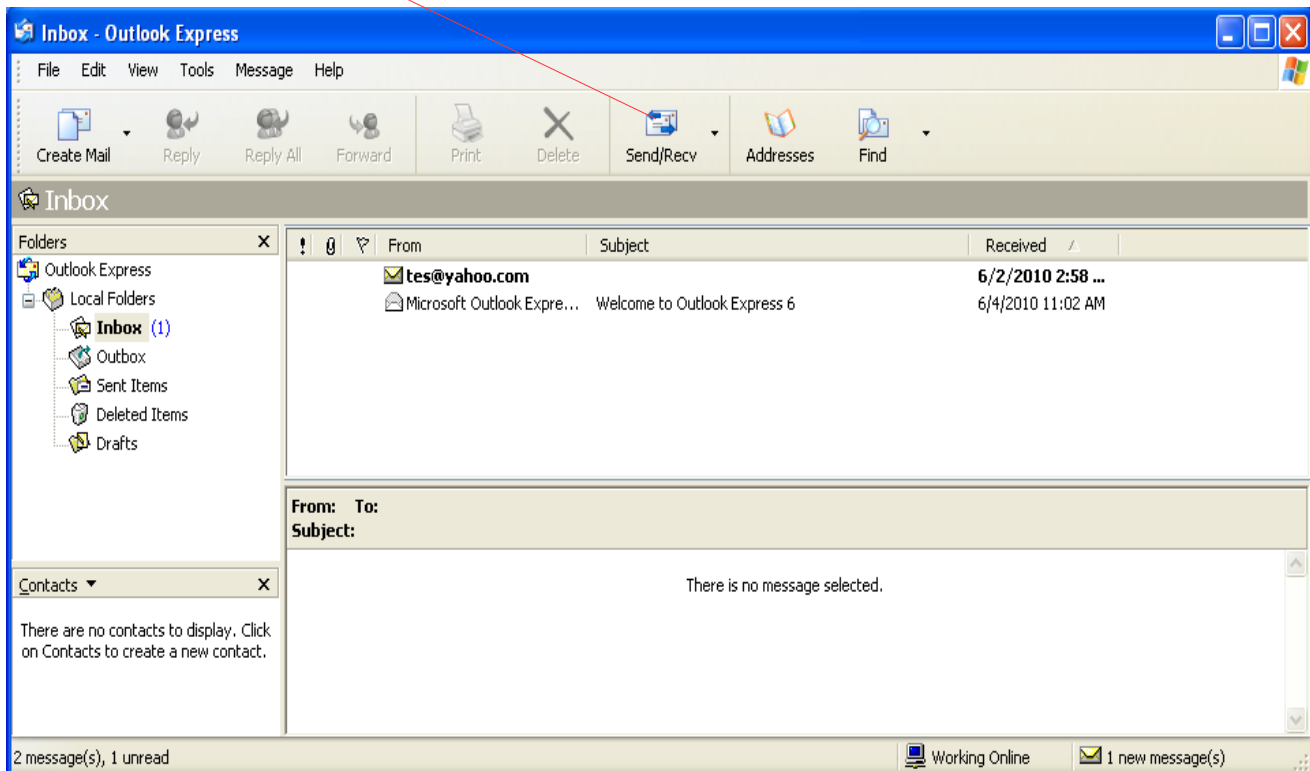 Inbox - Outlook Express
File Edit View Tools Message Help
Create Mail Reply Reply All Forward Print Delete Send/Recv Addresses Find
Inbox
Folders x
Outlook Express
Local Folders
Inbox (1)
Outbox
Sent Items
Deleted Items
Drafts
Contacts x
There are no contacts to display. Click
on Contacts to create a new contact.
! From Subject Received
tes@yahoo.com 6/2/2010 2:58 ...
Microsoft Outlook Expre... Welcome to Outlook Express 6 6/4/2010 11:02 AM
From: To:
Subject:
There is no message selected.
2 message(s), 1 unread Working Online 1 new message(s)